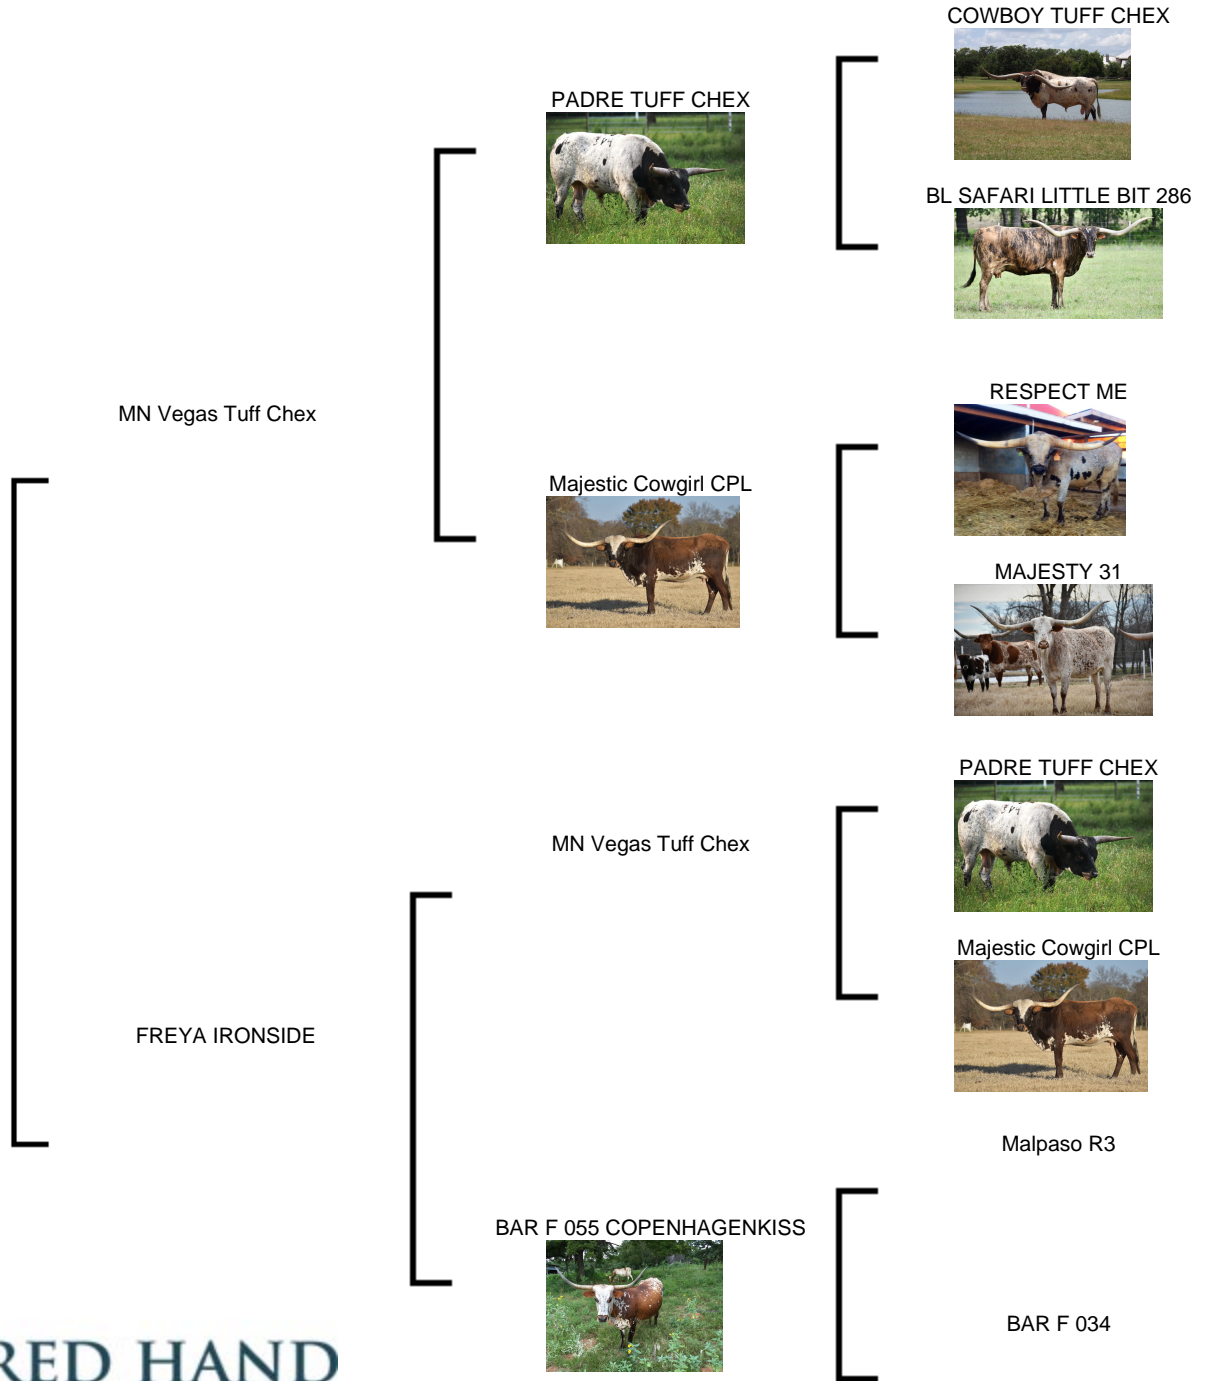 COWBOY TUFF CHEX
PADRE TUFF CHEX
BL SAFARI LITTLE BIT 286
MN Vegas Tuff Chex
RESPECT ME
Majestic Cowgirl CPL
MAJESTY 31
PADRE TUFF CHEX
MN Vegas Tuff Chex
Majestic Cowgirl CPL
FREYA IRONSIDE
Malpaso R3
BAR F 055 COPENHAGENKISS
BAR F 034
RED HAND